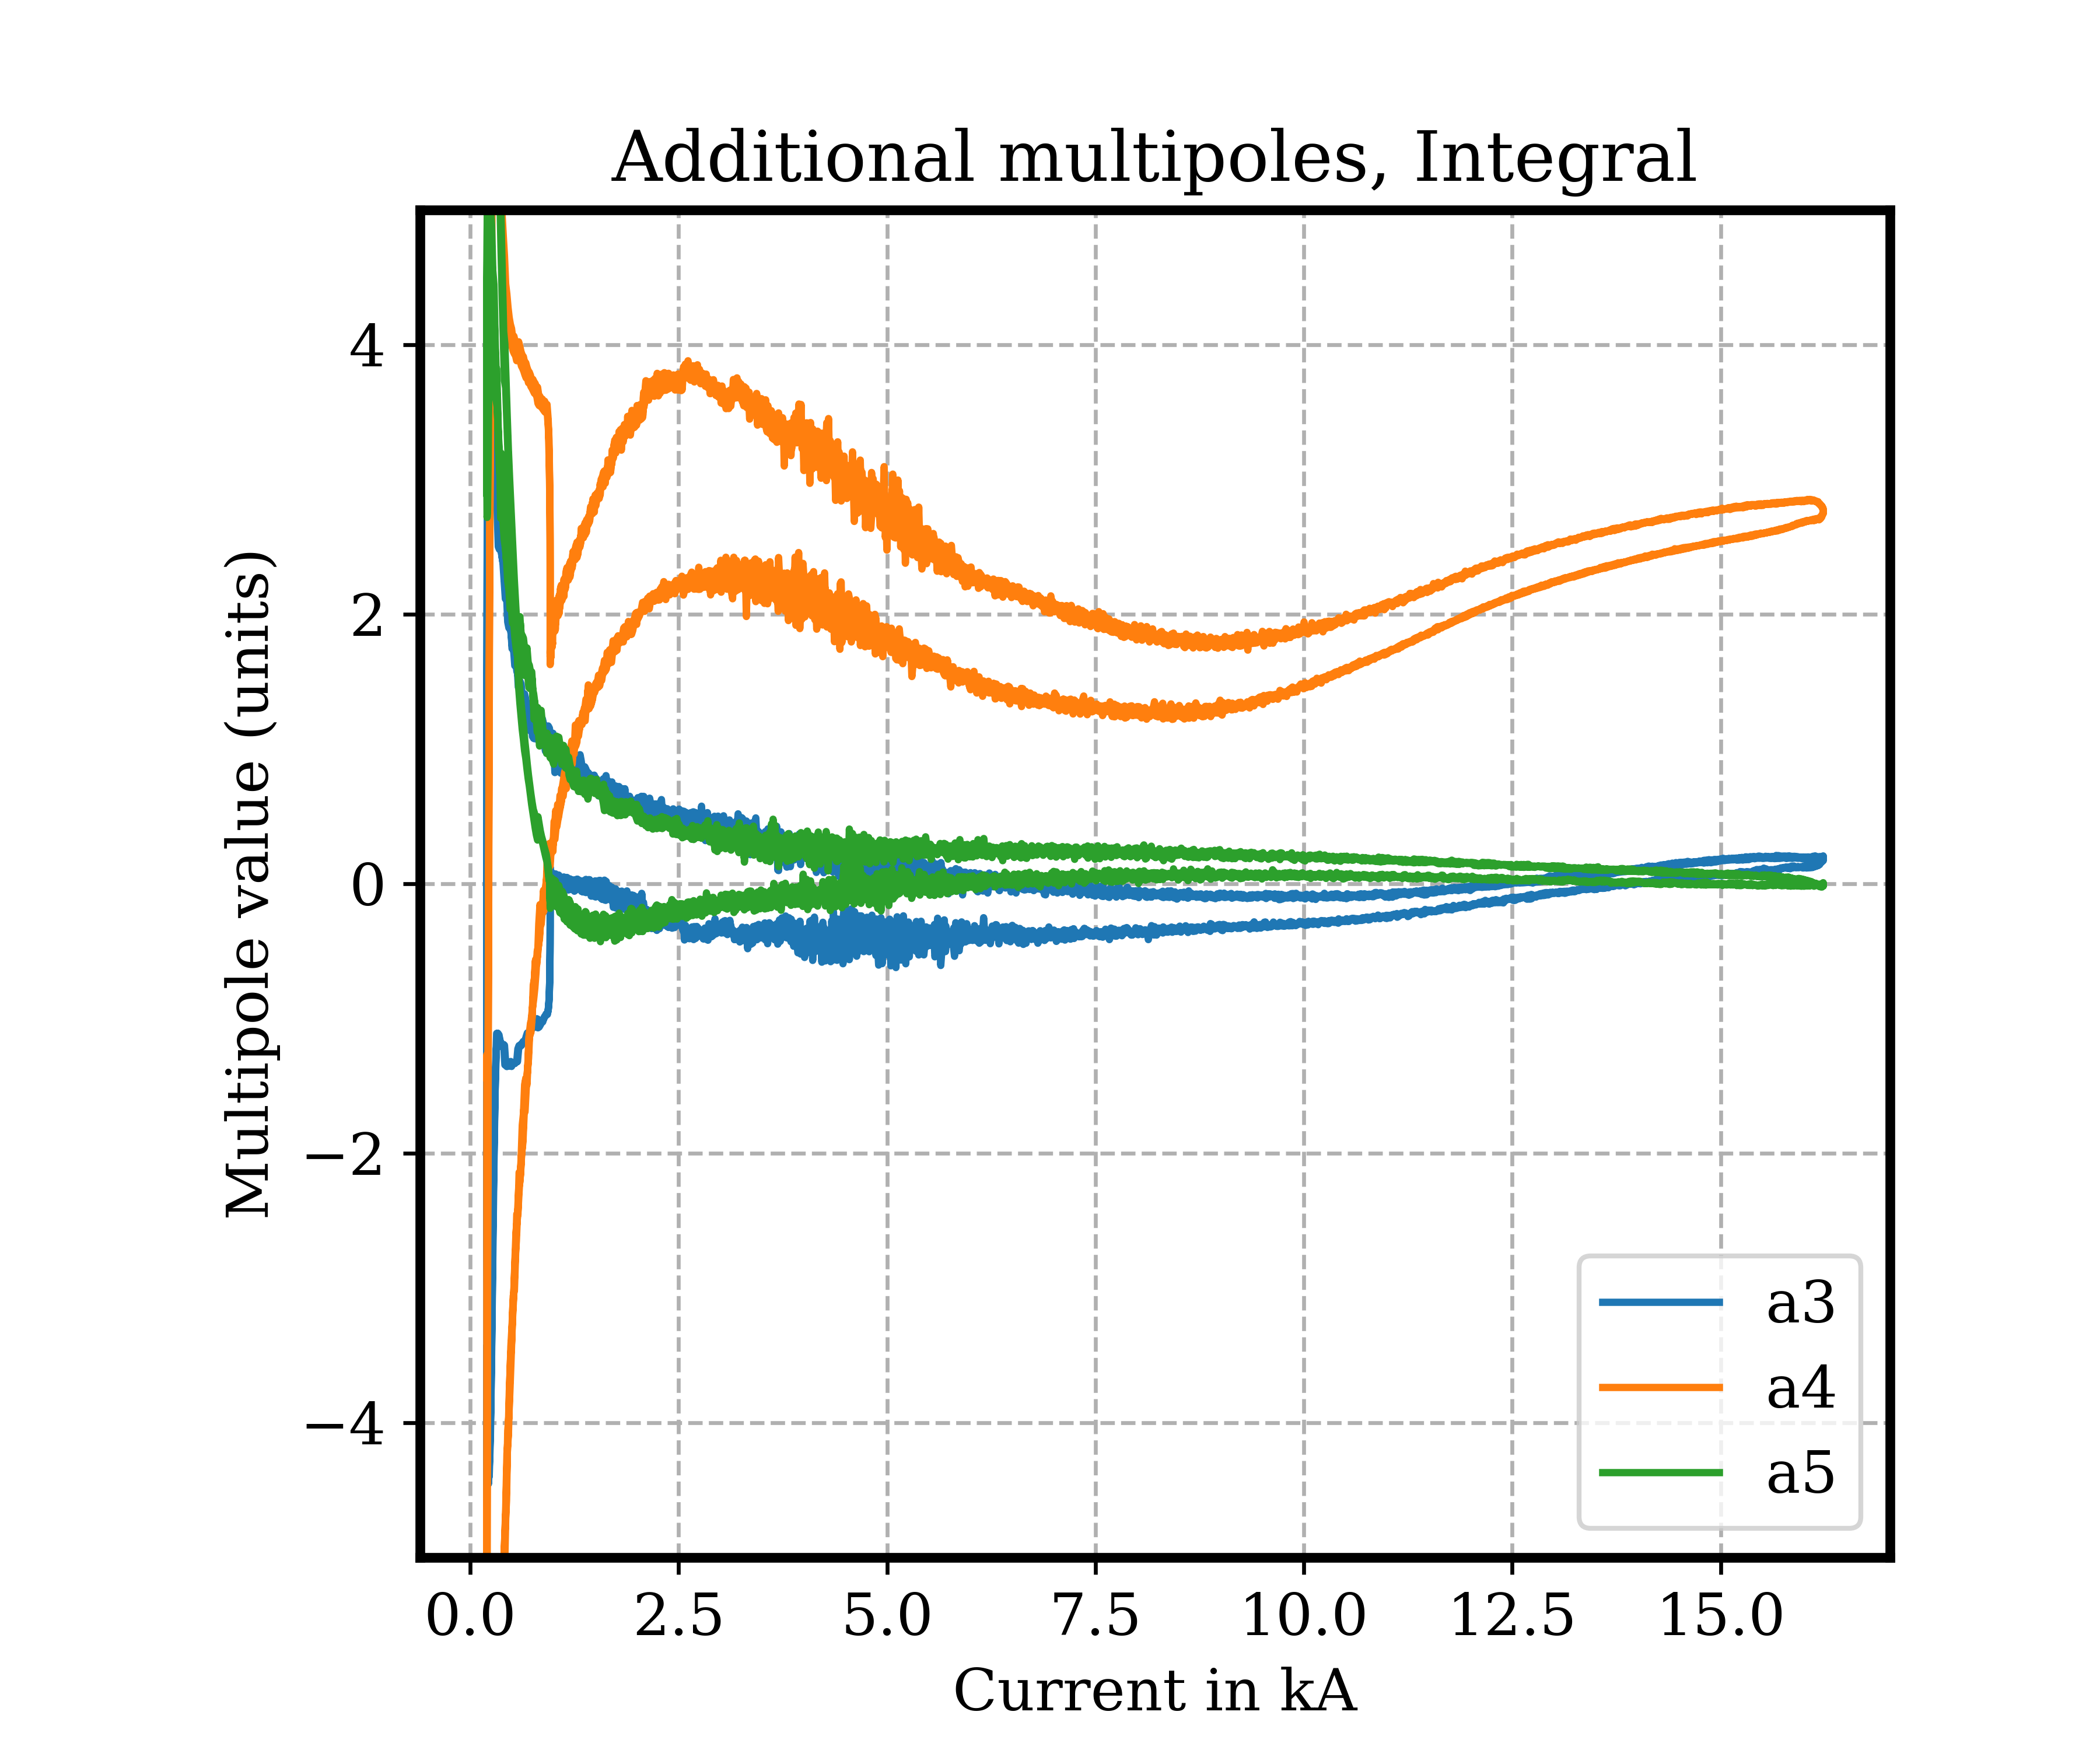 Additional multipoles, Integral
Multipole value (units)
4
2
0
−2
−4
0.0 2.5 5.0 7.5 10.0 12.5 15.0
Current in kA
a3
a4
a5